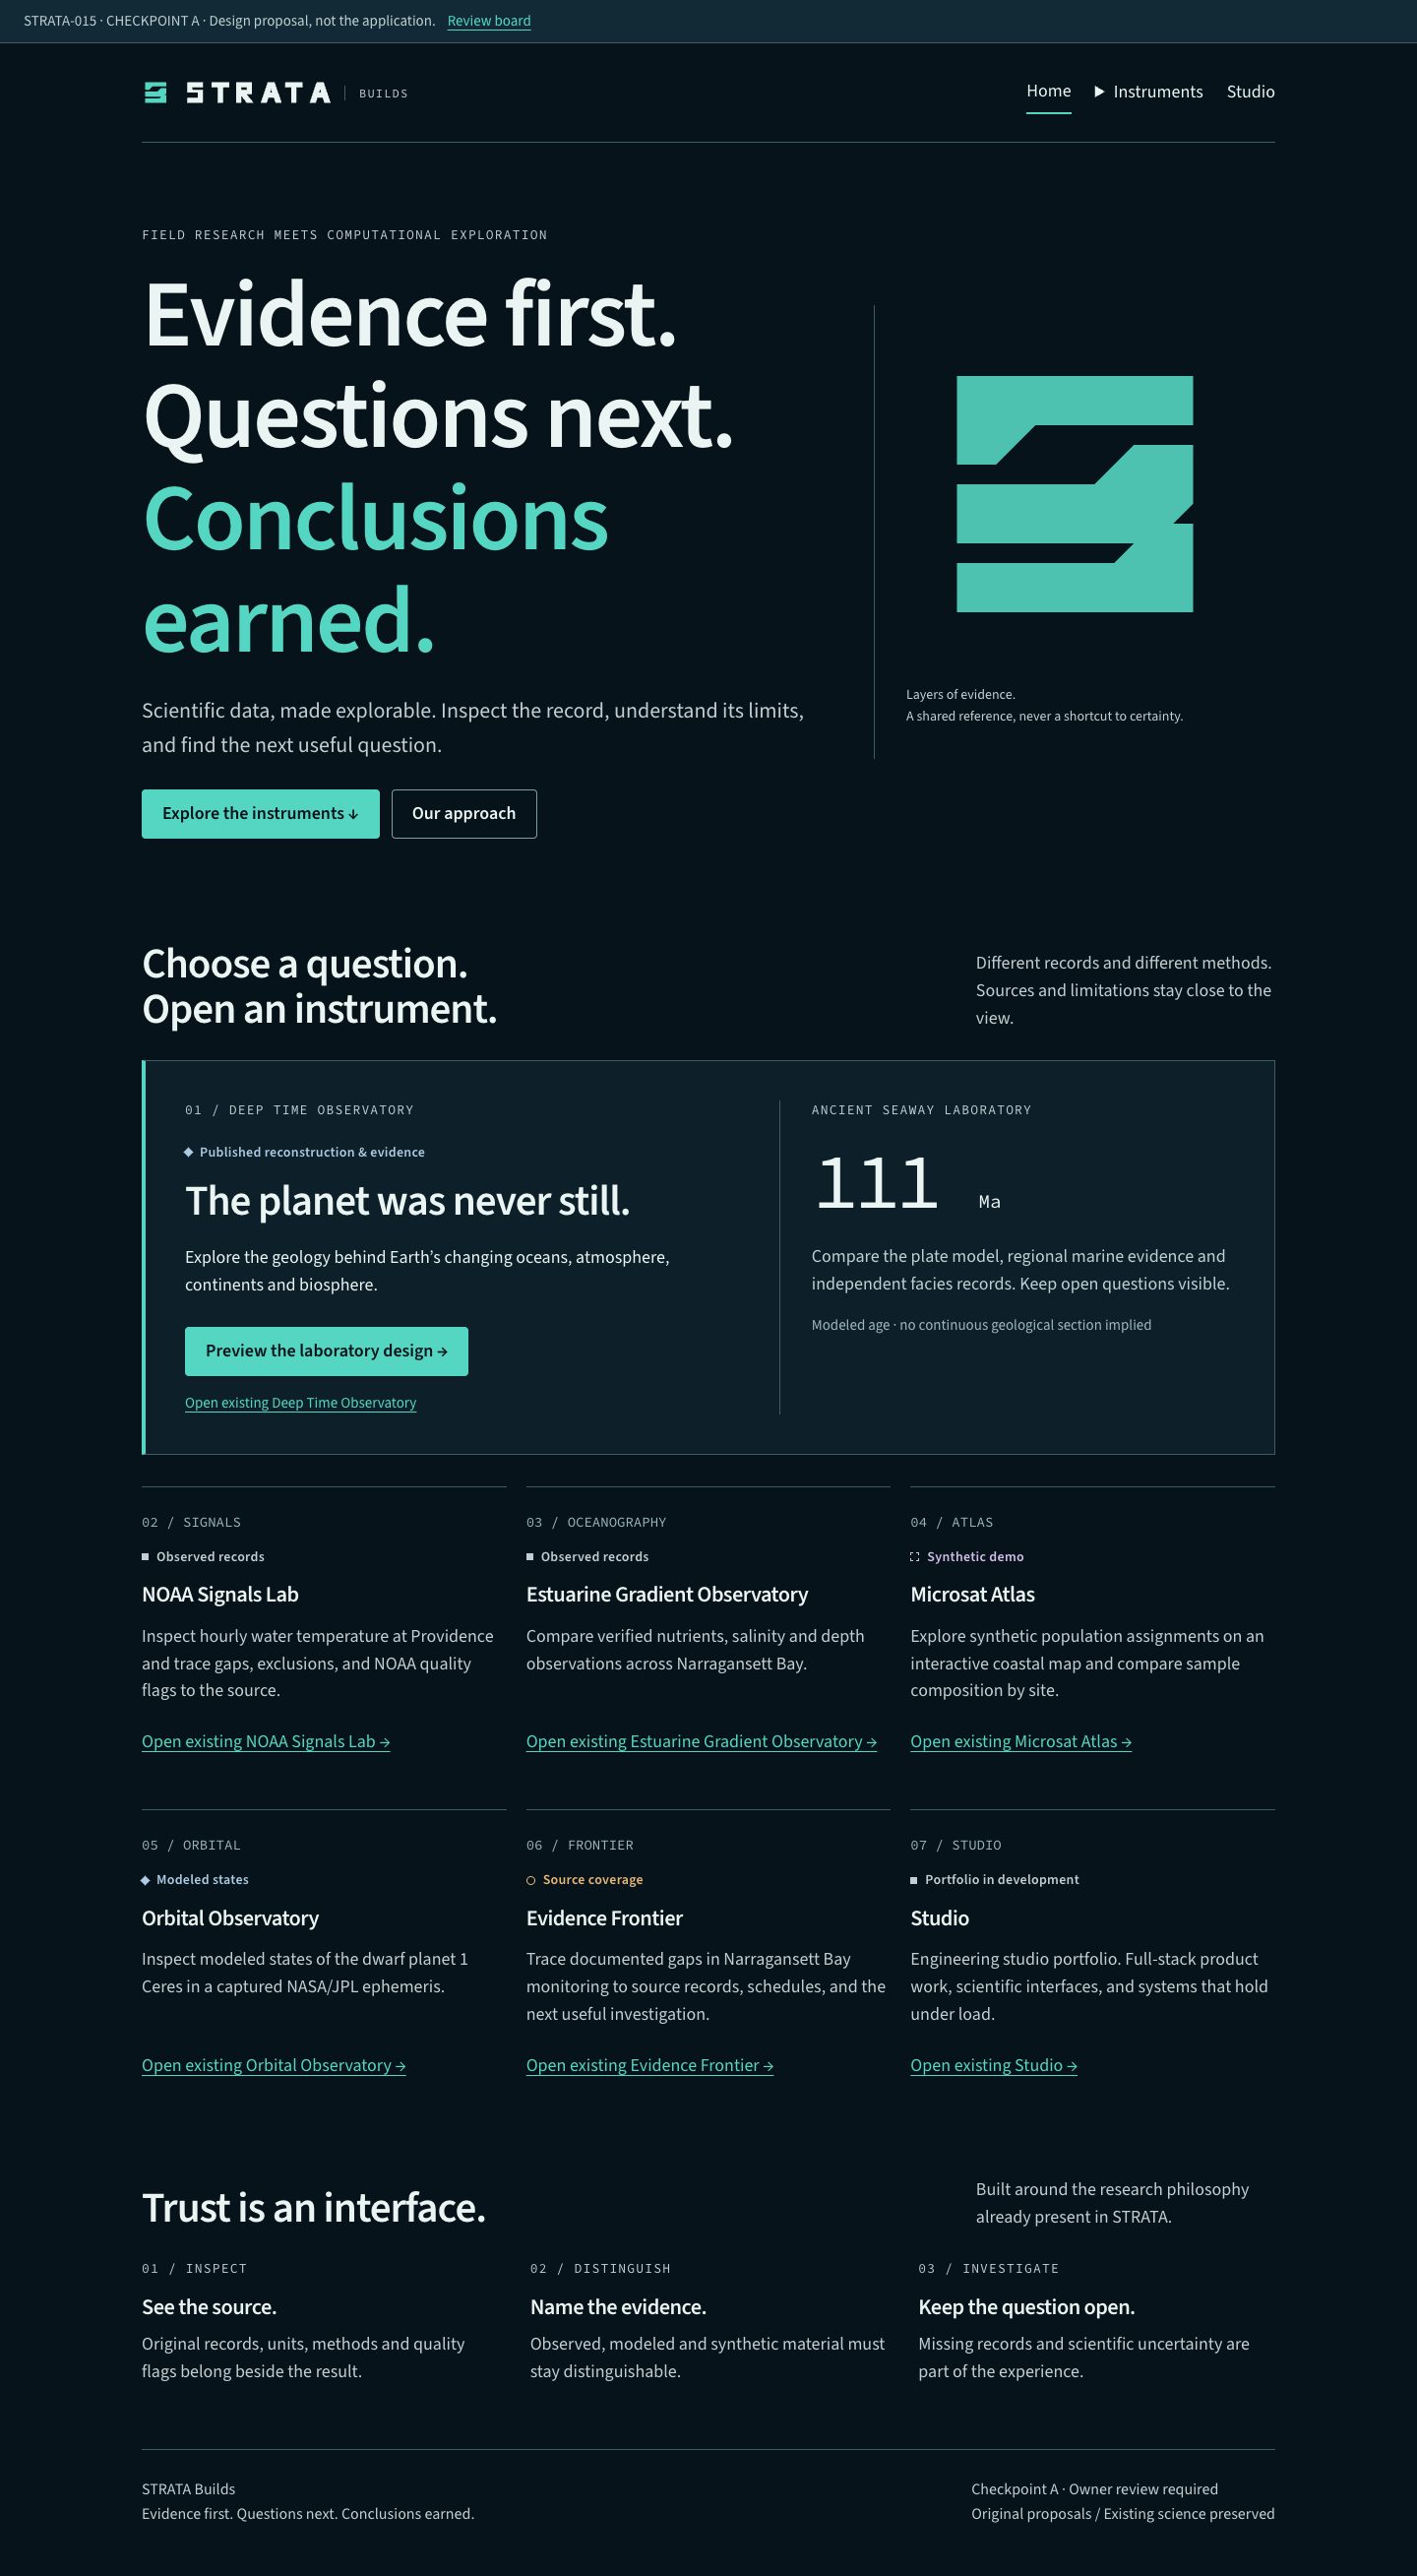 STRATA-015 · CHECKPOINT A · Design proposal, not the application. Review board
STRATA BUILDS
Home Instruments Studio
FIELD RESEARCH MEETS COMPUTATIONAL EXPLORATION
Evidence first.
Questions next.
Conclusions
earned.
Scientific data, made explorable. Inspect the record, understand its limits,
and find the next useful question.
Explore the instruments ↓
Our approach
Layers of evidence.
A shared reference, never a shortcut to certainty.
Choose a question.
Open an instrument.
Different records and different methods.
Sources and limitations stay close to the
view.
01 / DEEP TIME OBSERVATORY
Published reconstruction & evidence
The planet was never still.
Explore the geology behind Earth’s changing oceans, atmosphere,
continents and biosphere.
Preview the laboratory design →
Open existing Deep Time Observatory
ANCIENT SEAWAY LABORATORY
111 Ma
Compare the plate model, regional marine evidence and
independent facies records. Keep open questions visible.
Modeled age · no continuous geological section implied
02 / SIGNALS
Observed records
NOAA Signals Lab
Inspect hourly water temperature at Providence
and trace gaps, exclusions, and NOAA quality
flags to the source.
Open existing NOAA Signals Lab →
03 / OCEANOGRAPHY
Observed records
Estuarine Gradient Observatory
Compare verified nutrients, salinity and depth
observations across Narragansett Bay.
Open existing Estuarine Gradient Observatory →
04 / ATLAS
Synthetic demo
Microsat Atlas
Explore synthetic population assignments on an
interactive coastal map and compare sample
composition by site.
Open existing Microsat Atlas →
05 / ORBITAL
Modeled states
Orbital Observatory
Inspect modeled states of the dwarf planet 1
Ceres in a captured NASA/JPL ephemeris.
Open existing Orbital Observatory →
06 / FRONTIER
Source coverage
Evidence Frontier
Trace documented gaps in Narragansett Bay
monitoring to source records, schedules, and the
next useful investigation.
Open existing Evidence Frontier →
07 / STUDIO
Portfolio in development
Studio
Engineering studio portfolio. Full-stack product
work, scientific interfaces, and systems that hold
under load.
Open existing Studio →
Trust is an interface.
Built around the research philosophy
already present in STRATA.
01 / INSPECT
See the source.
Original records, units, methods and quality
flags belong beside the result.
02 / DISTINGUISH
Name the evidence.
Observed, modeled and synthetic material must
stay distinguishable.
03 / INVESTIGATE
Keep the question open.
Missing records and scientific uncertainty are
part of the experience.
STRATA Builds
Evidence first. Questions next. Conclusions earned.
Checkpoint A · Owner review required
Original proposals / Existing science preserved